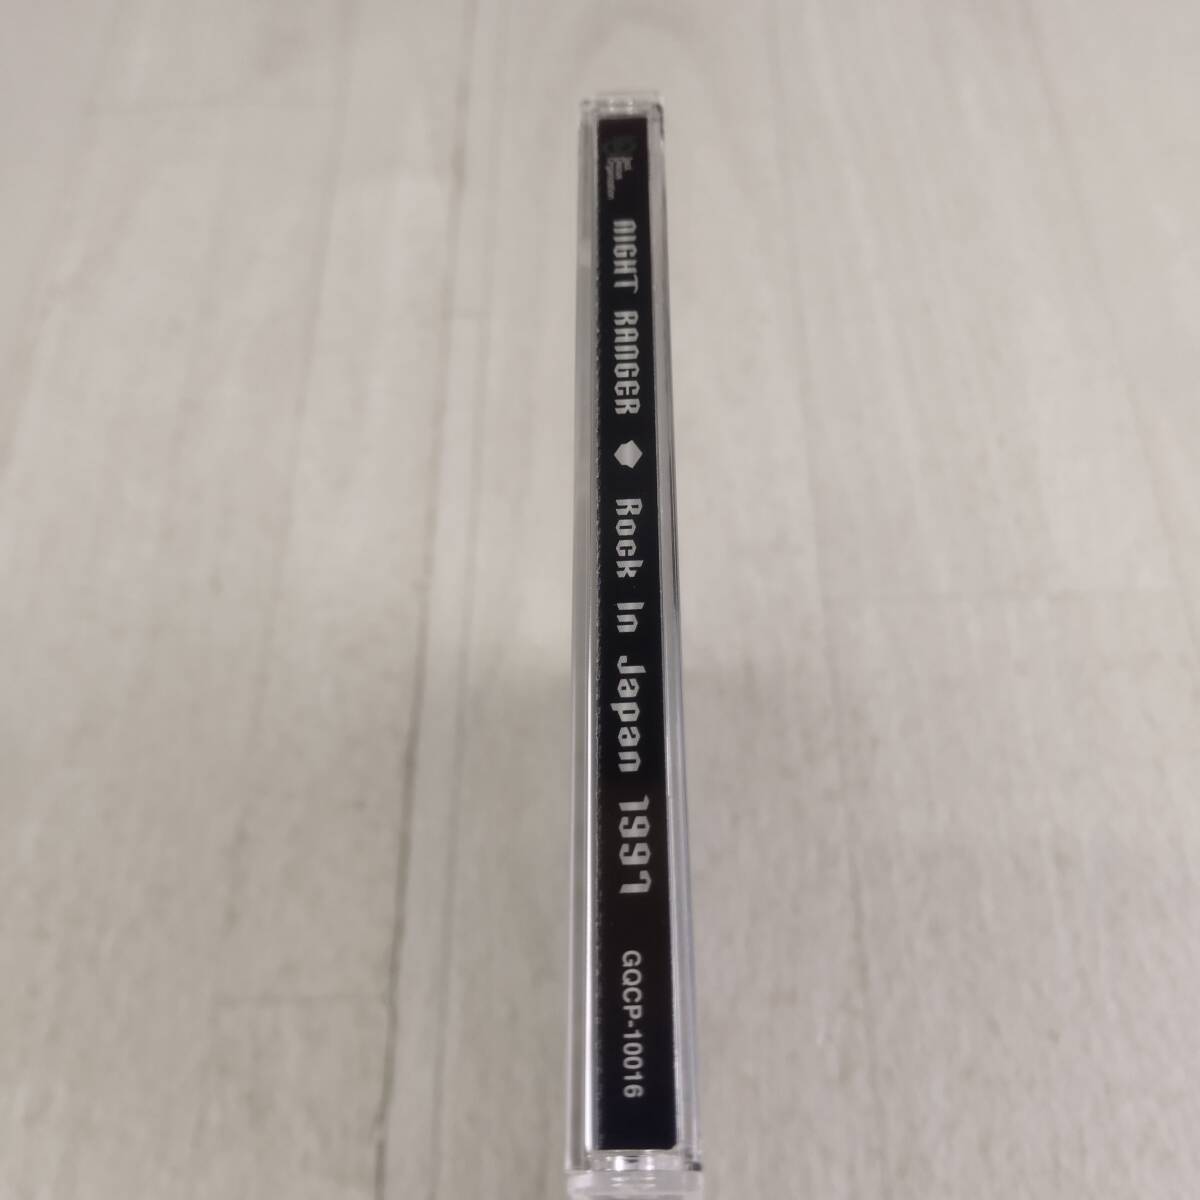 NIGHT RANGER ◆ Rock In Japan 1997 GQCP-10016